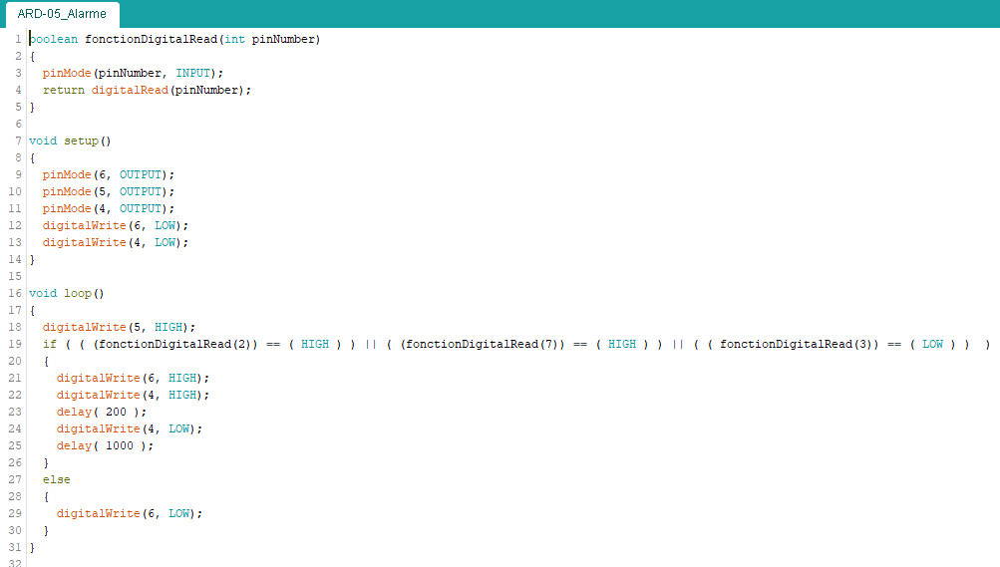 ARD-05_Alarme
1 boolean fonctionDigitalRead(int pinNumber)
2 {
3 pinMode(pinNumber, INPUT);
4 return digitalRead(pinNumber);
5 }
6
7 void setup()
8 {
9 pinMode(6, OUTPUT);
10 pinMode(5, OUTPUT);
11 pinMode(4, OUTPUT);
12 digitalWrite(6, LOW);
13 digitalWrite(4, LOW);
14 }
15
16 void loop()
17 {
18 digitalWrite(5, HIGH);
19 if ( ( (fonctionDigitalRead(2)) == ( HIGH ) ) || ( (fonctionDigitalRead(7)) == ( HIGH ) ) || ( ( fonctionDigitalRead(3)) == ( LOW ) )  )
20 {
21 digitalWrite(6, HIGH);
22 digitalWrite(4, HIGH);
23 delay( 200 );
24 digitalWrite(4, LOW);
25 delay( 1000 );
26 }
27 else
28 {
29 digitalWrite(6, LOW);
30 }
31 }
32